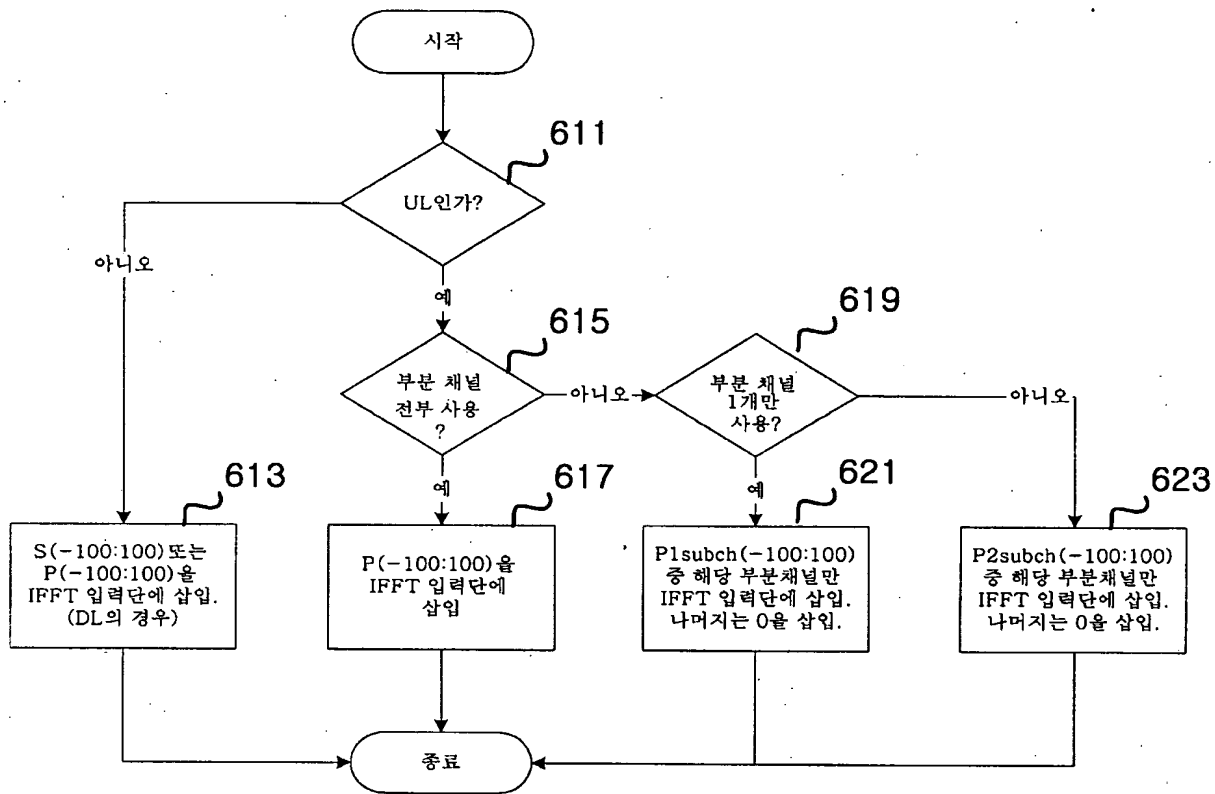 시작
611
UL인가?
아니오
예
615
619
부분 채널
전부 사용
?
아니오
부분 채널
1개만
사용?
아니오
예
예
613
617
621
623
S(-100:100)또는
P(-100:100)을
IFFT 입력단에 삽입.
(DL의 경우)
P(-100:100)을
IFFT 입력단에
삽입
P1subch(-100:100)
중 해당 부분채널만
IFFT 입력단에 삽입.
나머지는 0을 삽입.
P2subch(-100:100)
중 해당 부분채널만
IFFT 입력단에 삽입.
나머지는 0을 삽입.
종료